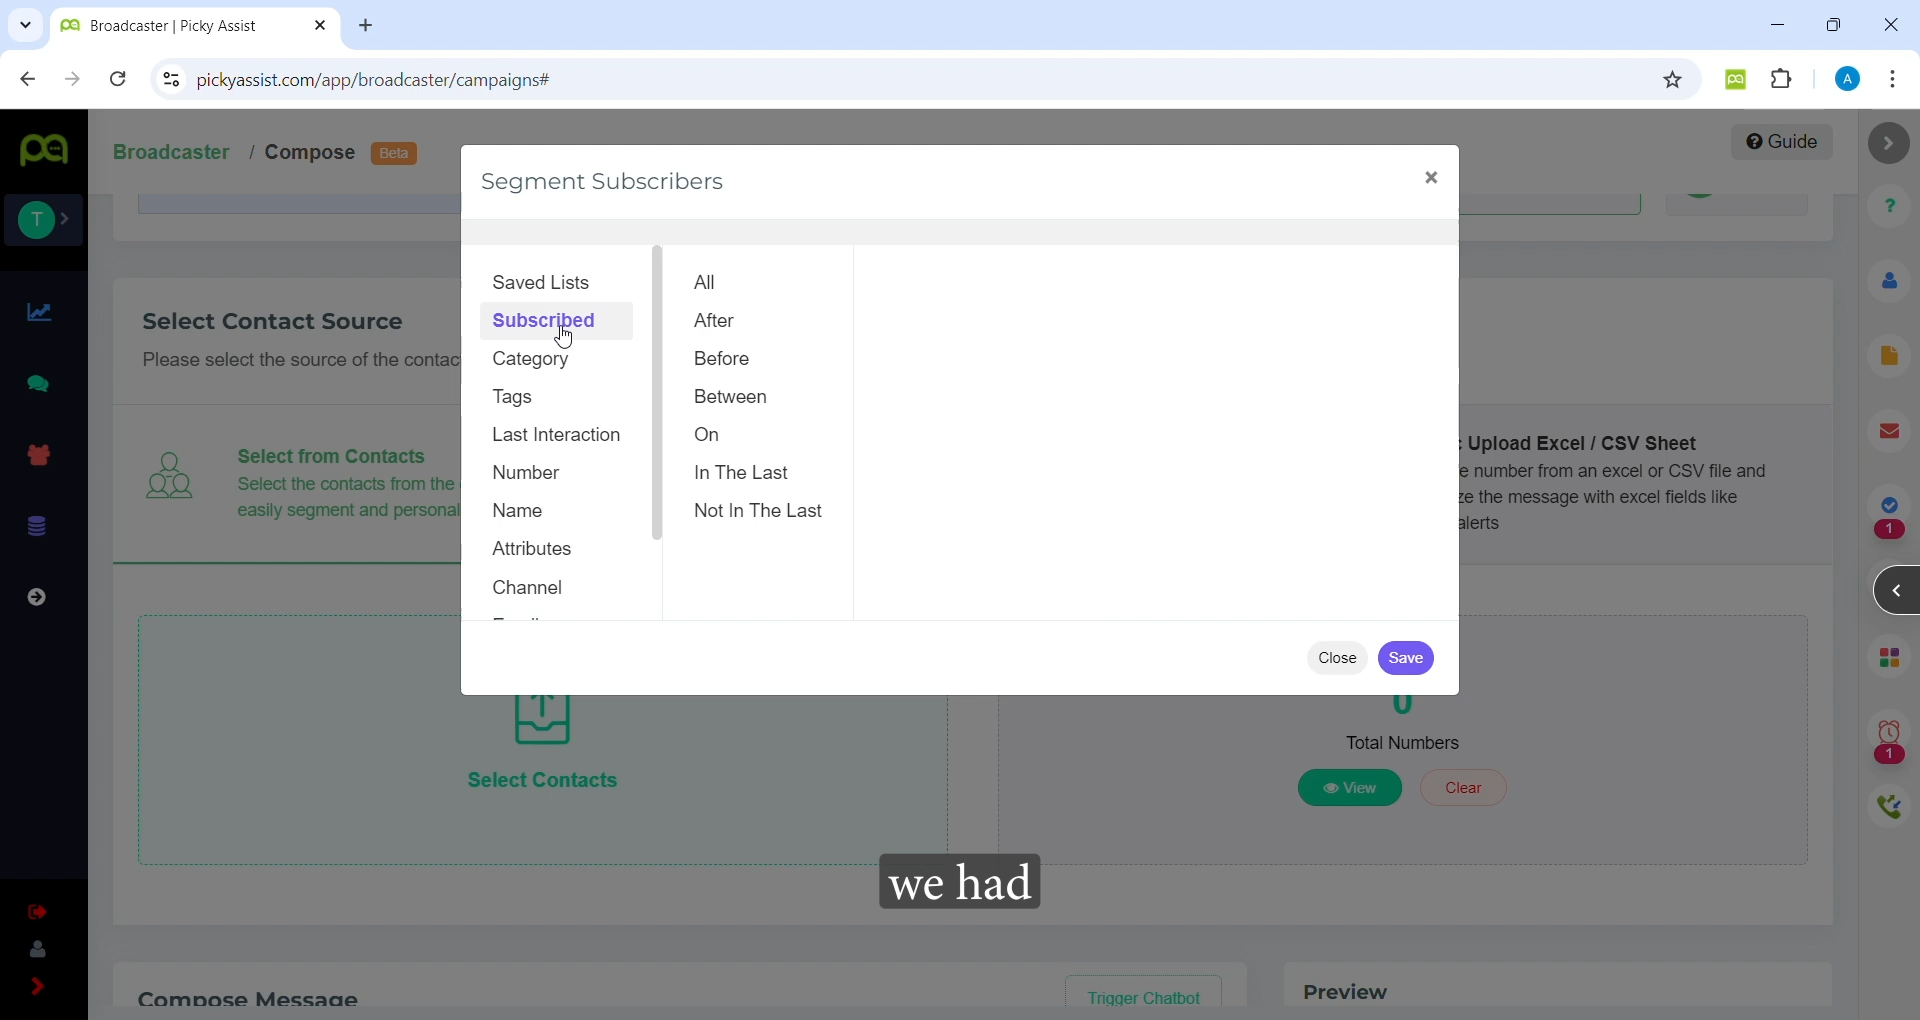 Broadcaster | Picky Assist
pickyassist.com/app/broadcaster/campaigns#
A
Broadcaster / Compose Beta
Guide
T
Segment Subscribers
Saved Lists
Subscribed
Category
Tags
Last Interaction
Number
Name
Attributes
Channel
All
After
Before
Between
On
In The Last
Not In The Last
Close
Save
Select Contact Source
Please select the source of the contac
Select from Contacts
Select the contacts from the
easily segment and personal
Upload Excel / CSV Sheet
e number from an excel or CSV file and
ze the message with excel fields like
alerts
1
1
Select Contacts
0
Total Numbers
View
Clear
we had
Compose Message
Trigger Chatbot
Preview